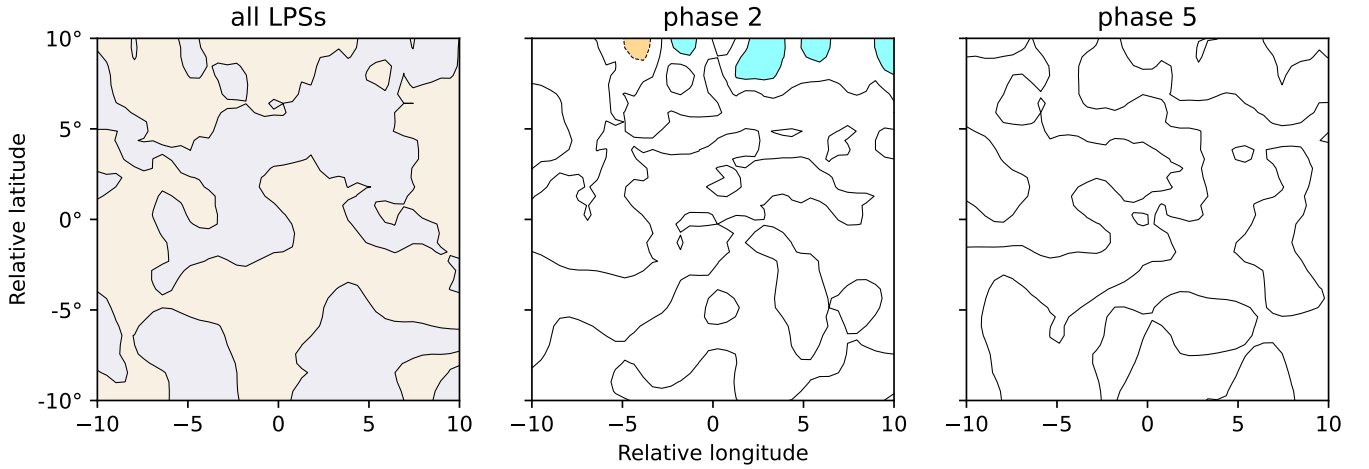 all LPSs phase 2 phase 5
10°
5°
0°
-5°
-10°
Relative latitude
−10 −5 0 5 10 −10 −5 0 5 10 −10 −5 0 5 10
Relative longitude